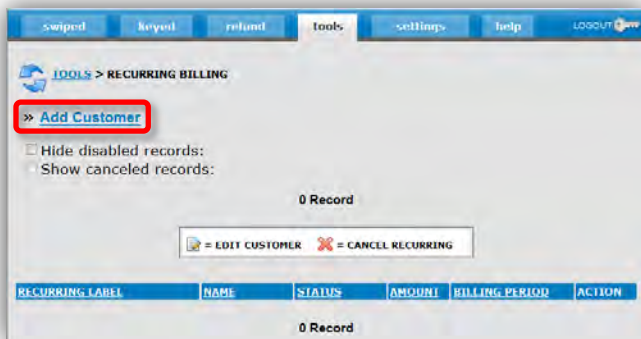 swiped keyed refund tools settings help LOGOUT
TOOLS > RECURRING BILLING
» Add Customer
Hide disabled records:
Show canceled records:
0 Record
= EDIT CUSTOMER = CANCEL RECURRING
RECURRING LABEL NAME STATUS AMOUNT BILLING PERIOD ACTION
0 Record